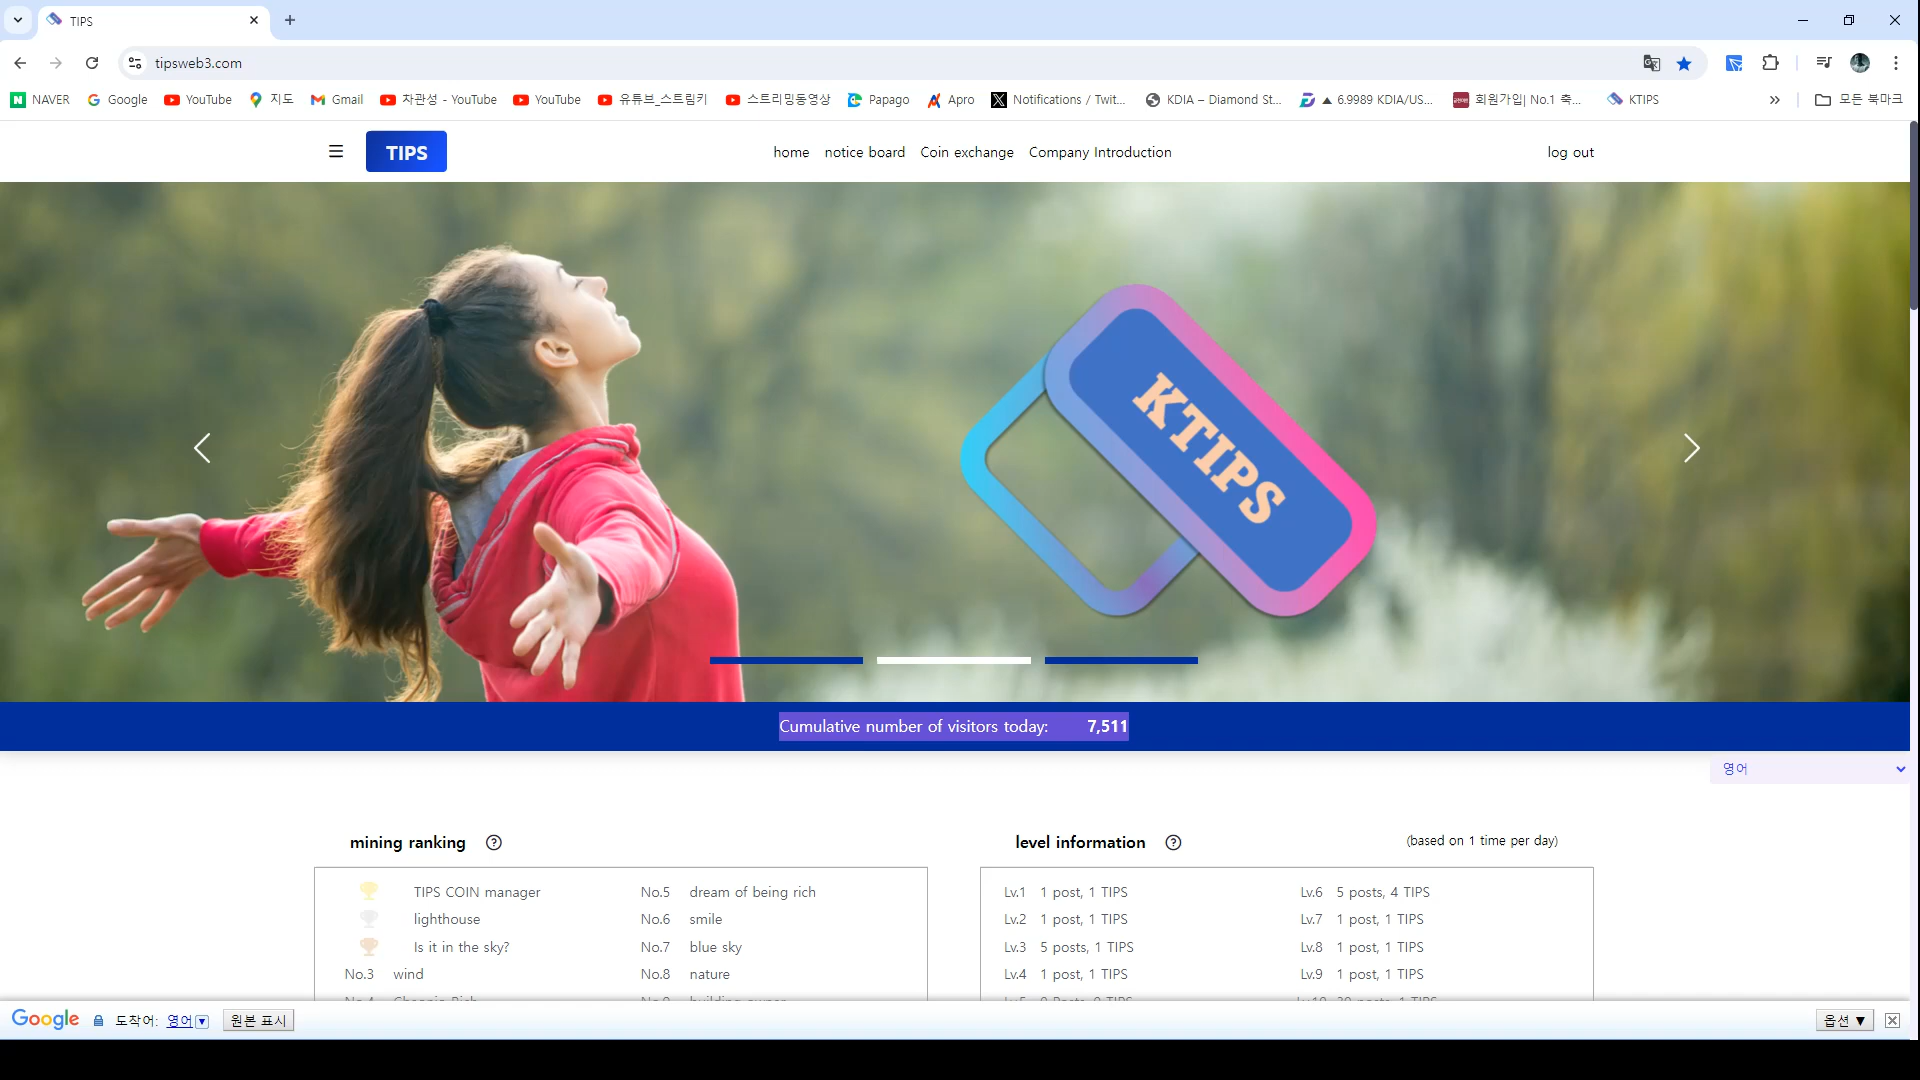 TIPS
tipsweb3.com
NAVER Google YouTube 지도 Gmail 차관성 - YouTube YouTube 유튜브_스트림키 스트리밍동영상 Papago Apro Notifications / Twit... KDIA – Diamond St... ▲ 6.9989 KDIA/US... 회원가입| No.1 축... KTIPS » 모든 북마크
TIPS home notice board Coin exchange Company Introduction log out
KTIPS
Cumulative number of visitors today: 7,511
영어
mining ranking
TIPS COIN manager No.5 dream of being rich
lighthouse No.6 smile
Is it in the sky? No.7 blue sky
No.3 wind No.8 nature
level information (based on 1 time per day)
Lv.1 1 post, 1 TIPS Lv.6 5 posts, 4 TIPS
Lv.2 1 post, 1 TIPS Lv.7 1 post, 1 TIPS
Lv.3 5 posts, 1 TIPS Lv.8 1 post, 1 TIPS
Lv.4 1 post, 1 TIPS Lv.9 1 post, 1 TIPS
Google 도착어: 영어 원본 표시 옵션 ▼